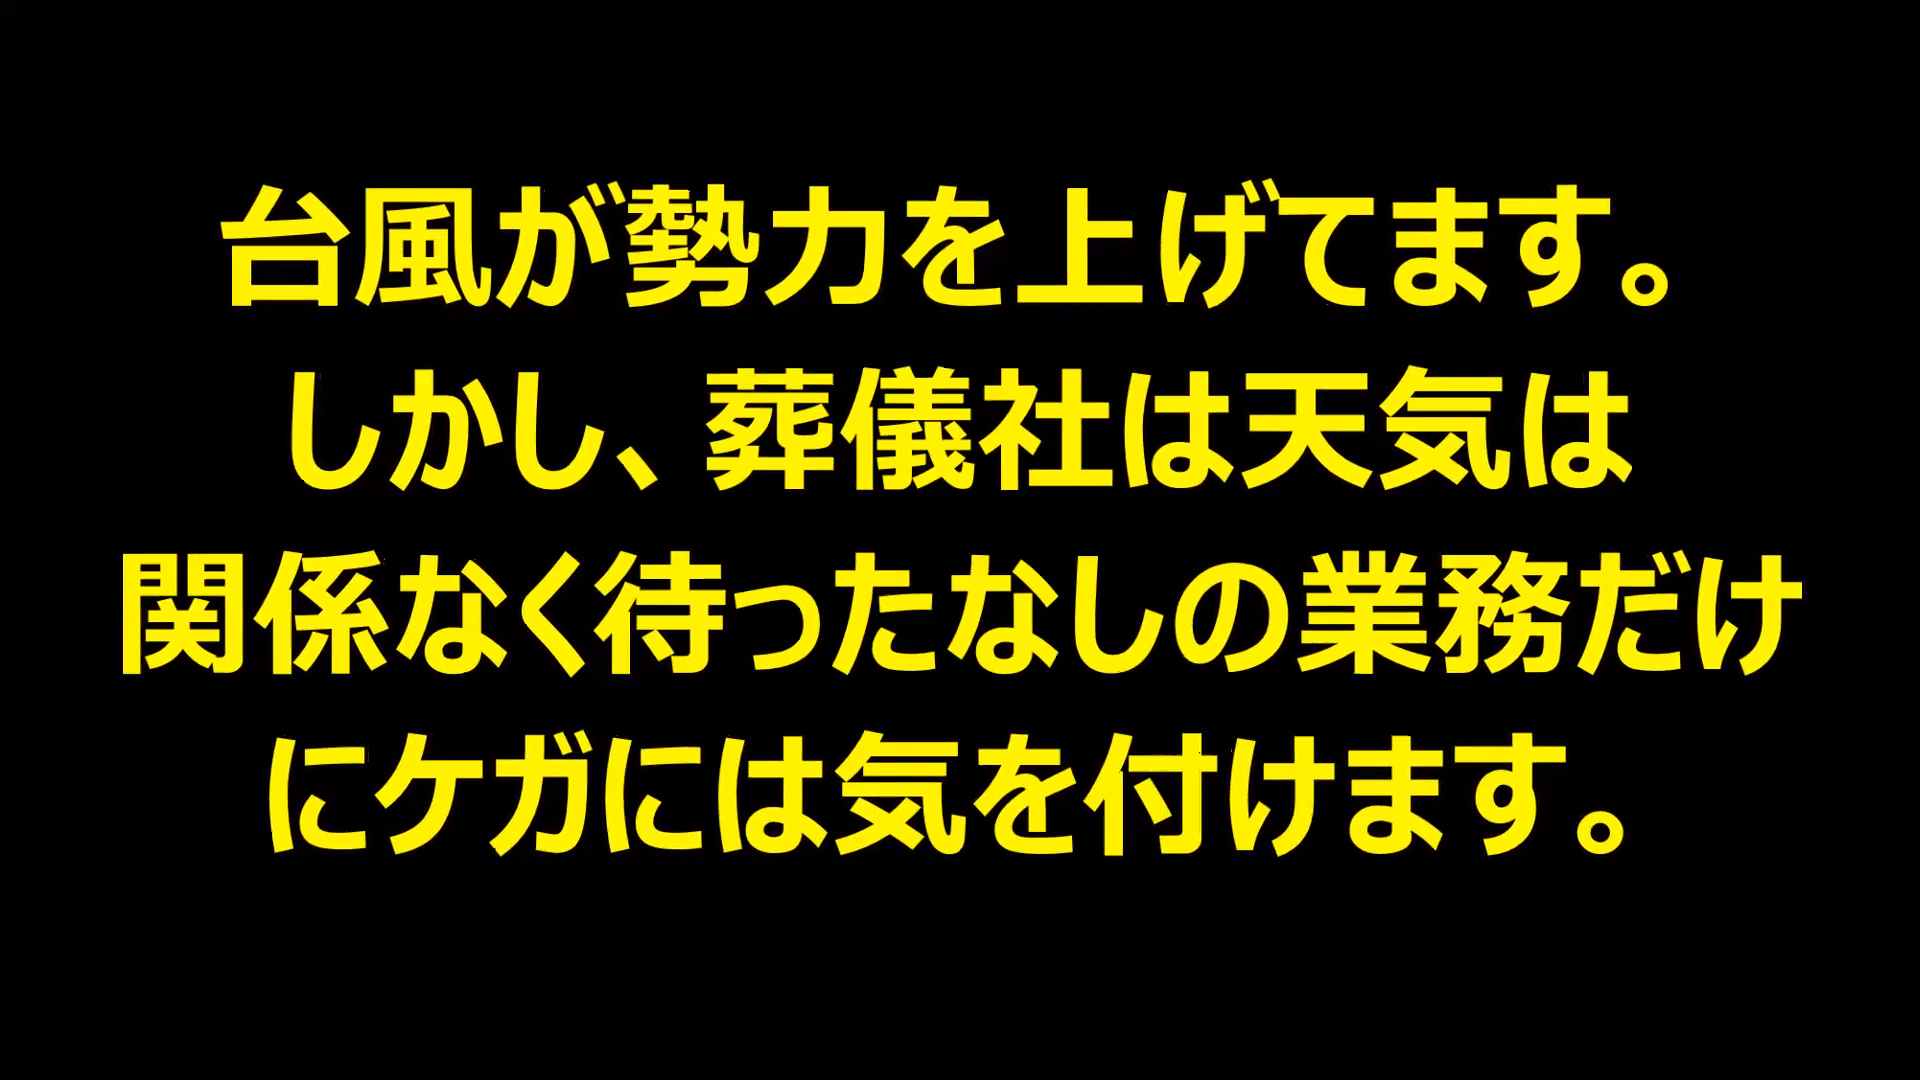 台風が勢力を上げてます。
しかし、葬儀社は天気は
関係なく待ったなしの業務だけ
にケガには気を付けます。